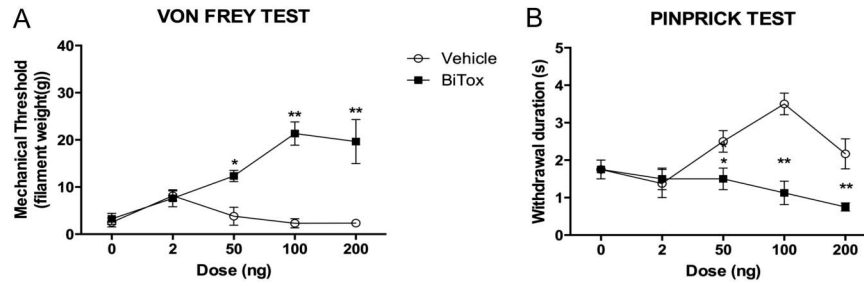 A
VON FREY TEST
Mechanical Threshold
(filament weight(g))
40
30
20
10
0
*
**
**
0 2 50 100 200
Dose (ng)
Vehicle
BiTox
B
PINPRICK TEST
Withdrawal duration (s)
5
4
3
2
1
0
*
**
**
0 2 50 100 200
Dose (ng)